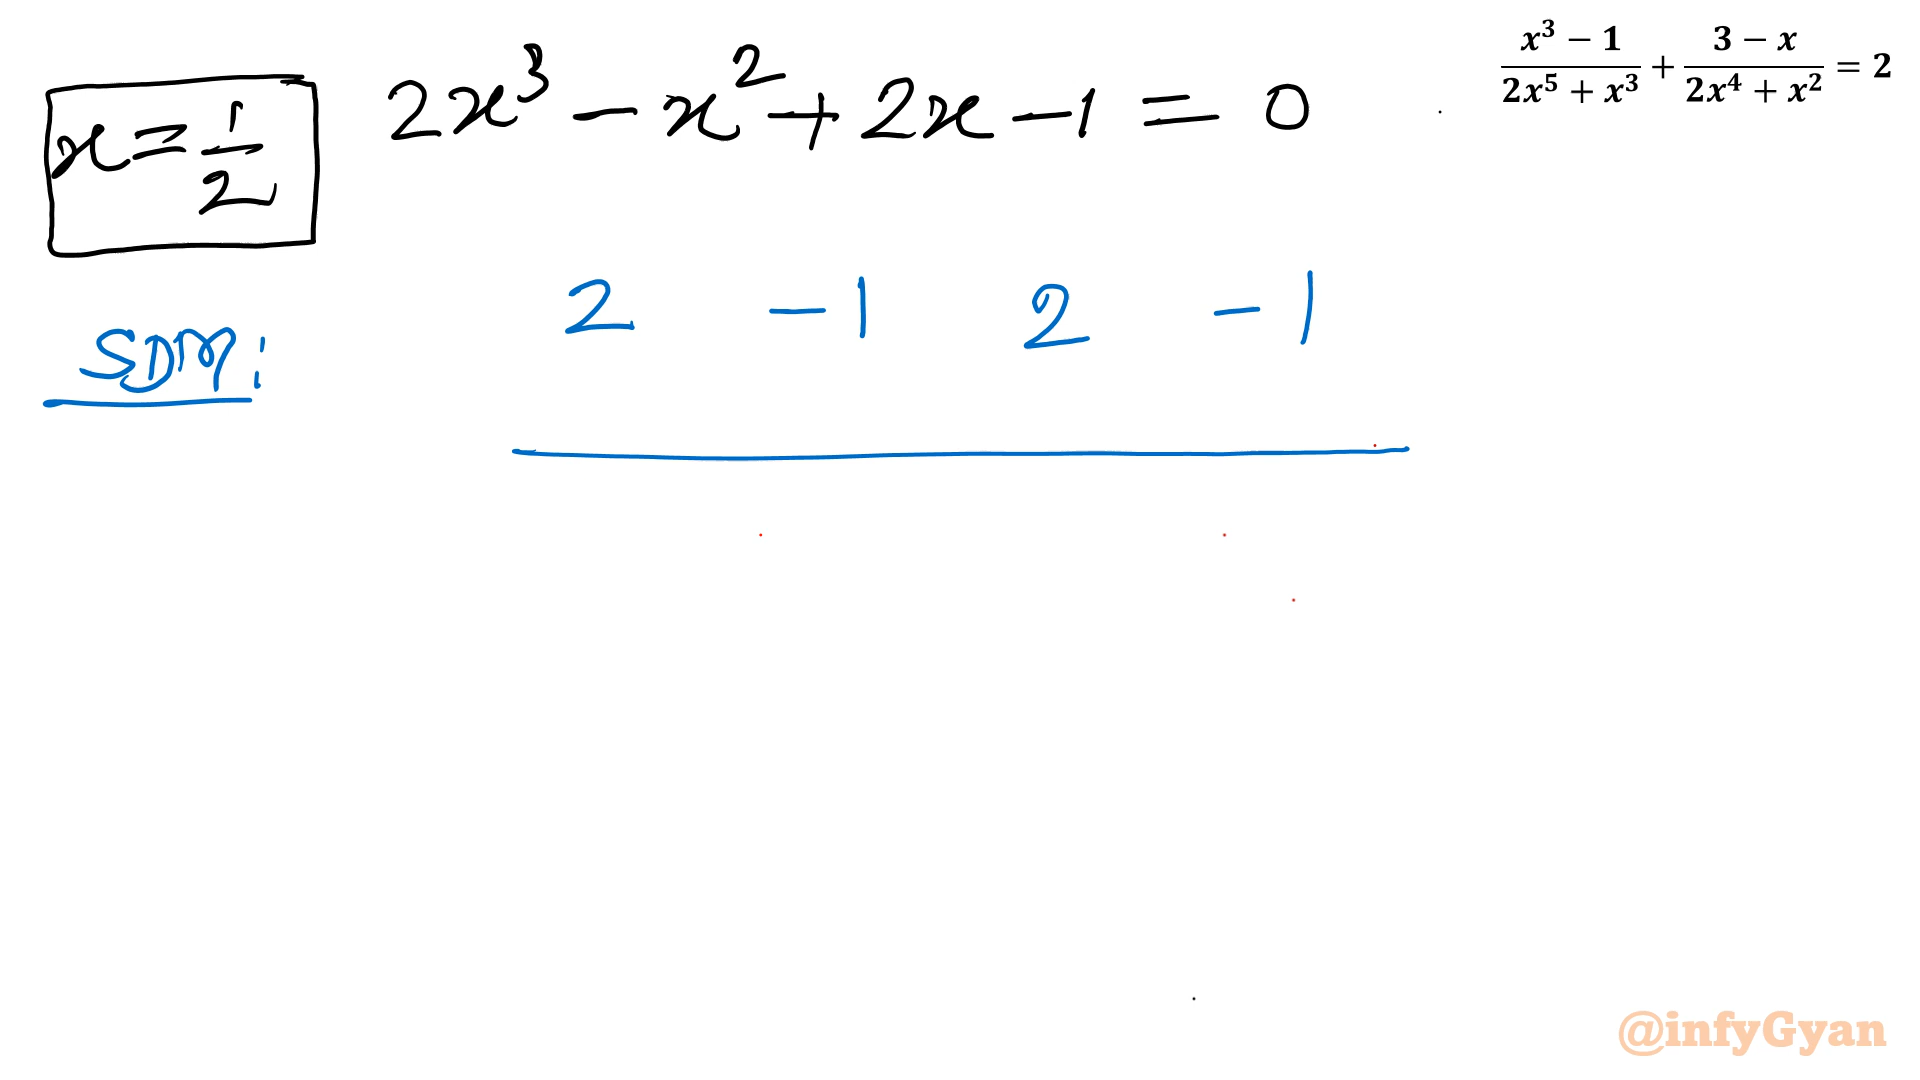 x = 1/2
2x³ − x² + 2x − 1 = 0
(x³ − 1)/(2x⁵ + x³) + (3 − x)/(2x⁴ + x²) = 2
2 −1 2 −1
SDM:
@infyGyan